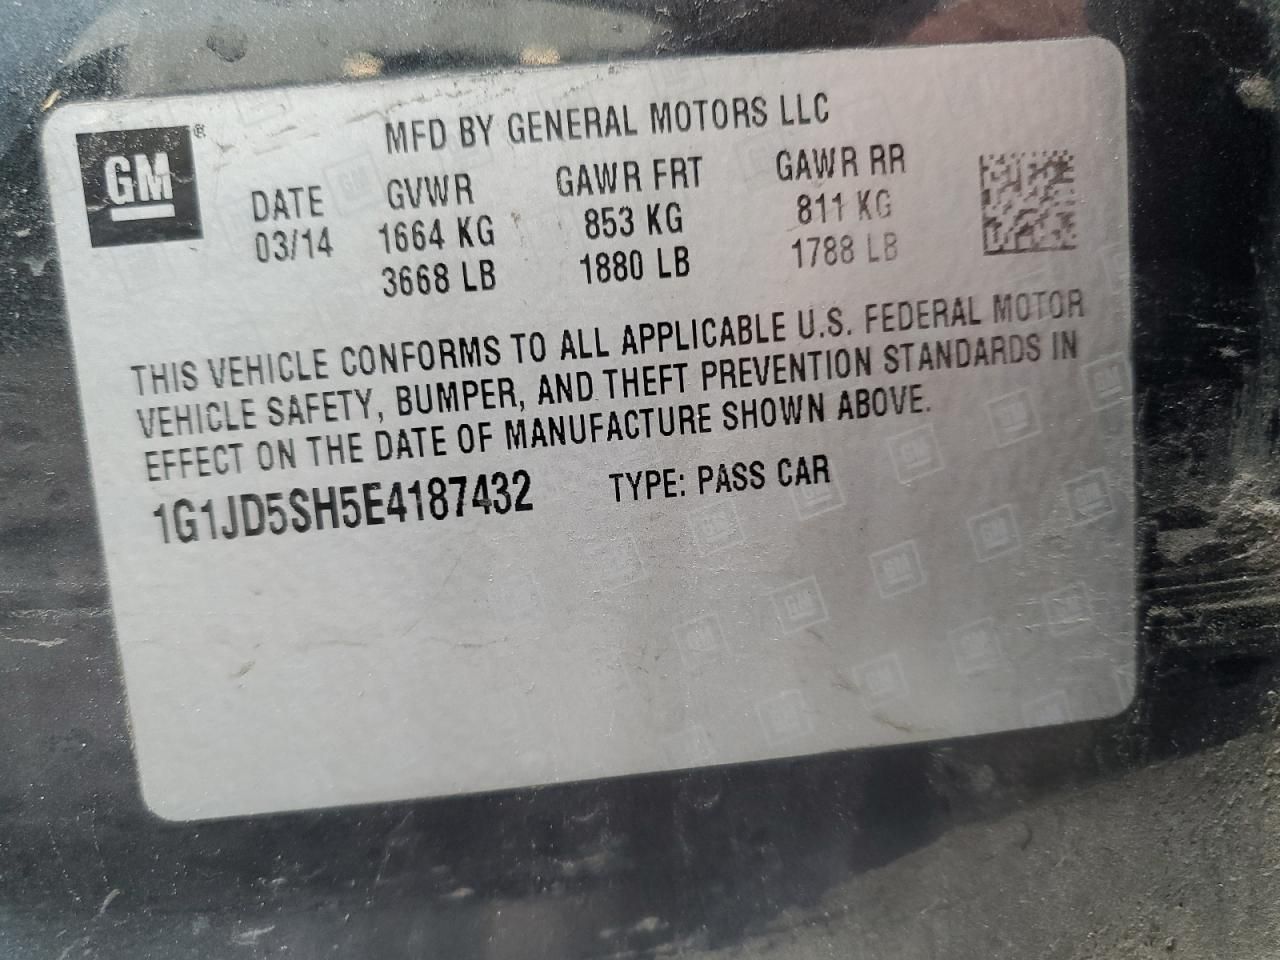 GM®
MFD BY GENERAL MOTORS LLC
DATE GVWR GAWR FRT GAWR RR
03/14 1664 KG 853 KG 811 KG
3668 LB 1880 LB 1788 LB
THIS VEHICLE CONFORMS TO ALL APPLICABLE U.S. FEDERAL MOTOR
VEHICLE SAFETY, BUMPER, AND THEFT PREVENTION STANDARDS IN
EFFECT ON THE DATE OF MANUFACTURE SHOWN ABOVE.
1G1JD5SH5E4187432 TYPE: PASS CAR